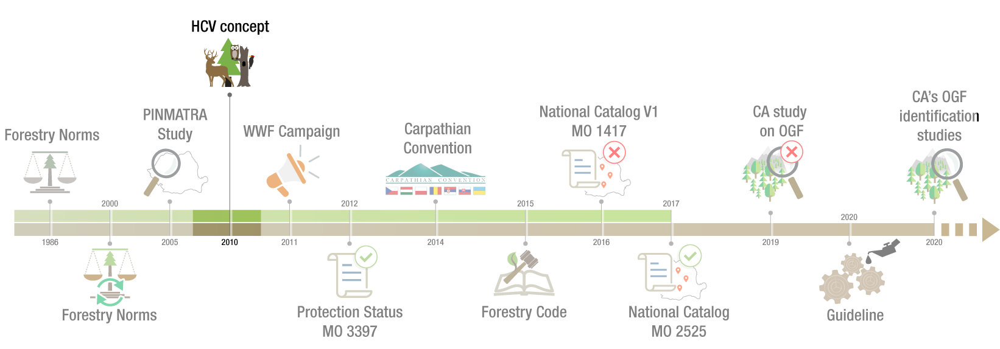 HCV concept
Forestry Norms
PINMATRA
Study
WWF Campaign
Carpathian
Convention
CARPATHIAN CONVENTION
National Catalog V1
MO 1417
CA study
on OGF
CA's OGF
identification
studies
2000
2012
2015
2017
2020
1986
2005
2010
2011
2014
2016
2019
2020
Forestry Norms
Protection Status
MO 3397
Forestry Code
National Catalog
MO 2525
Guideline